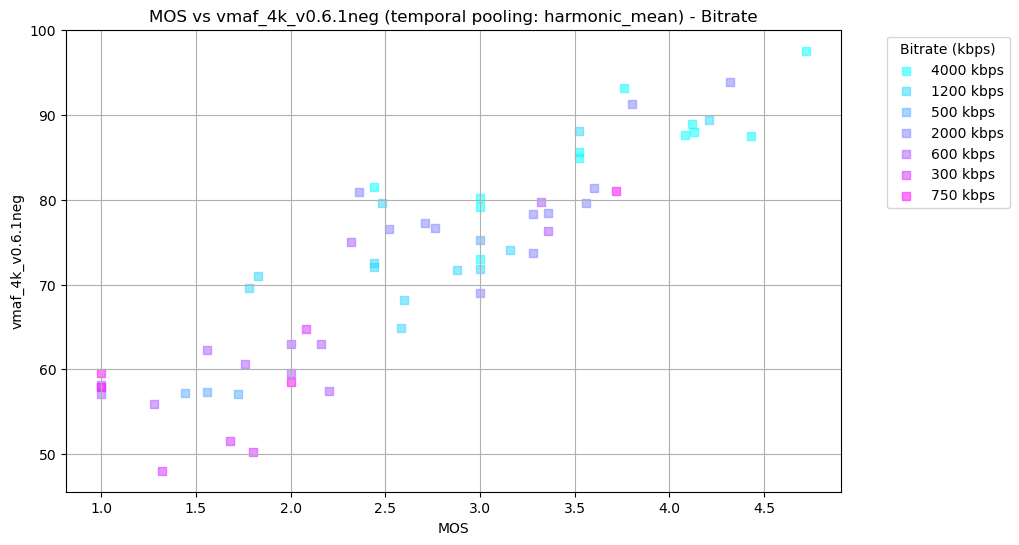 MOS vs vmaf_4k_v0.6.1neg (temporal pooling: harmonic_mean) - Bitrate
100
90
80
70
60
50
vmaf_4k_v0.6.1neg
1.0 1.5 2.0 2.5 3.0 3.5 4.0 4.5
MOS
Bitrate (kbps)
4000 kbps
1200 kbps
500 kbps
2000 kbps
600 kbps
300 kbps
750 kbps